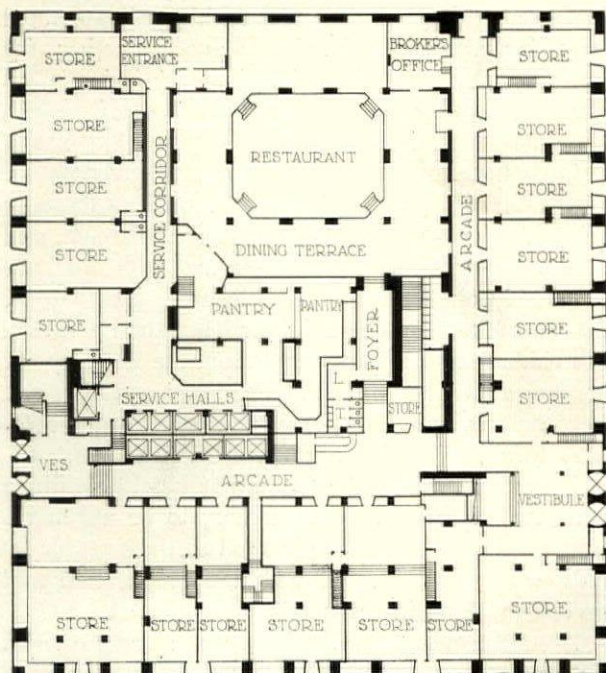 STORE
SERVICE
ENTRANCE
BROKER'S
OFFICE
STORE
STORE
STORE
RESTAURANT
STORE
STORE
SERVICE CORRIDOR
ARCADE
STORE
STORE
DINING TERRACE
STORE
STORE
PANTRY
PANTRY
FOYER
STORE
L.
T.
SERVICE HALLS
STORE
STORE
VES
ARCADE
VESTIBULE
STORE
STORE
STORE
STORE
STORE
STORE
STORE